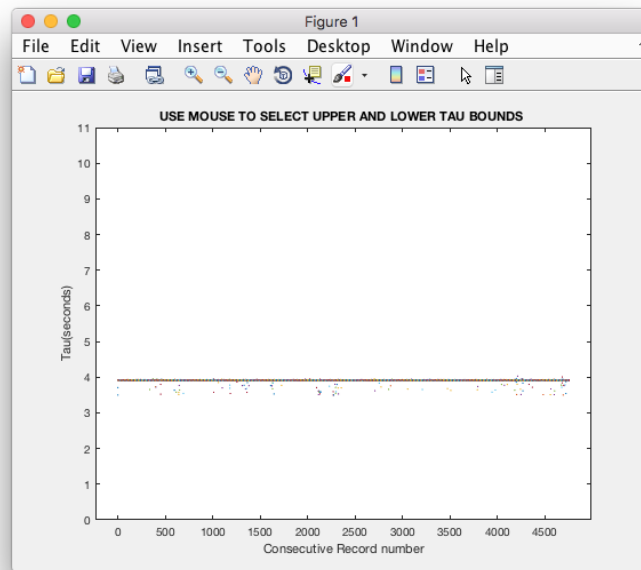 Figure 1
File Edit View Insert Tools Desktop Window Help
USE MOUSE TO SELECT UPPER AND LOWER TAU BOUNDS
11
10
9
8
7
6
5
4
3
2
1
0
Tau(seconds)
0 500 1000 1500 2000 2500 3000 3500 4000 4500
Consecutive Record number